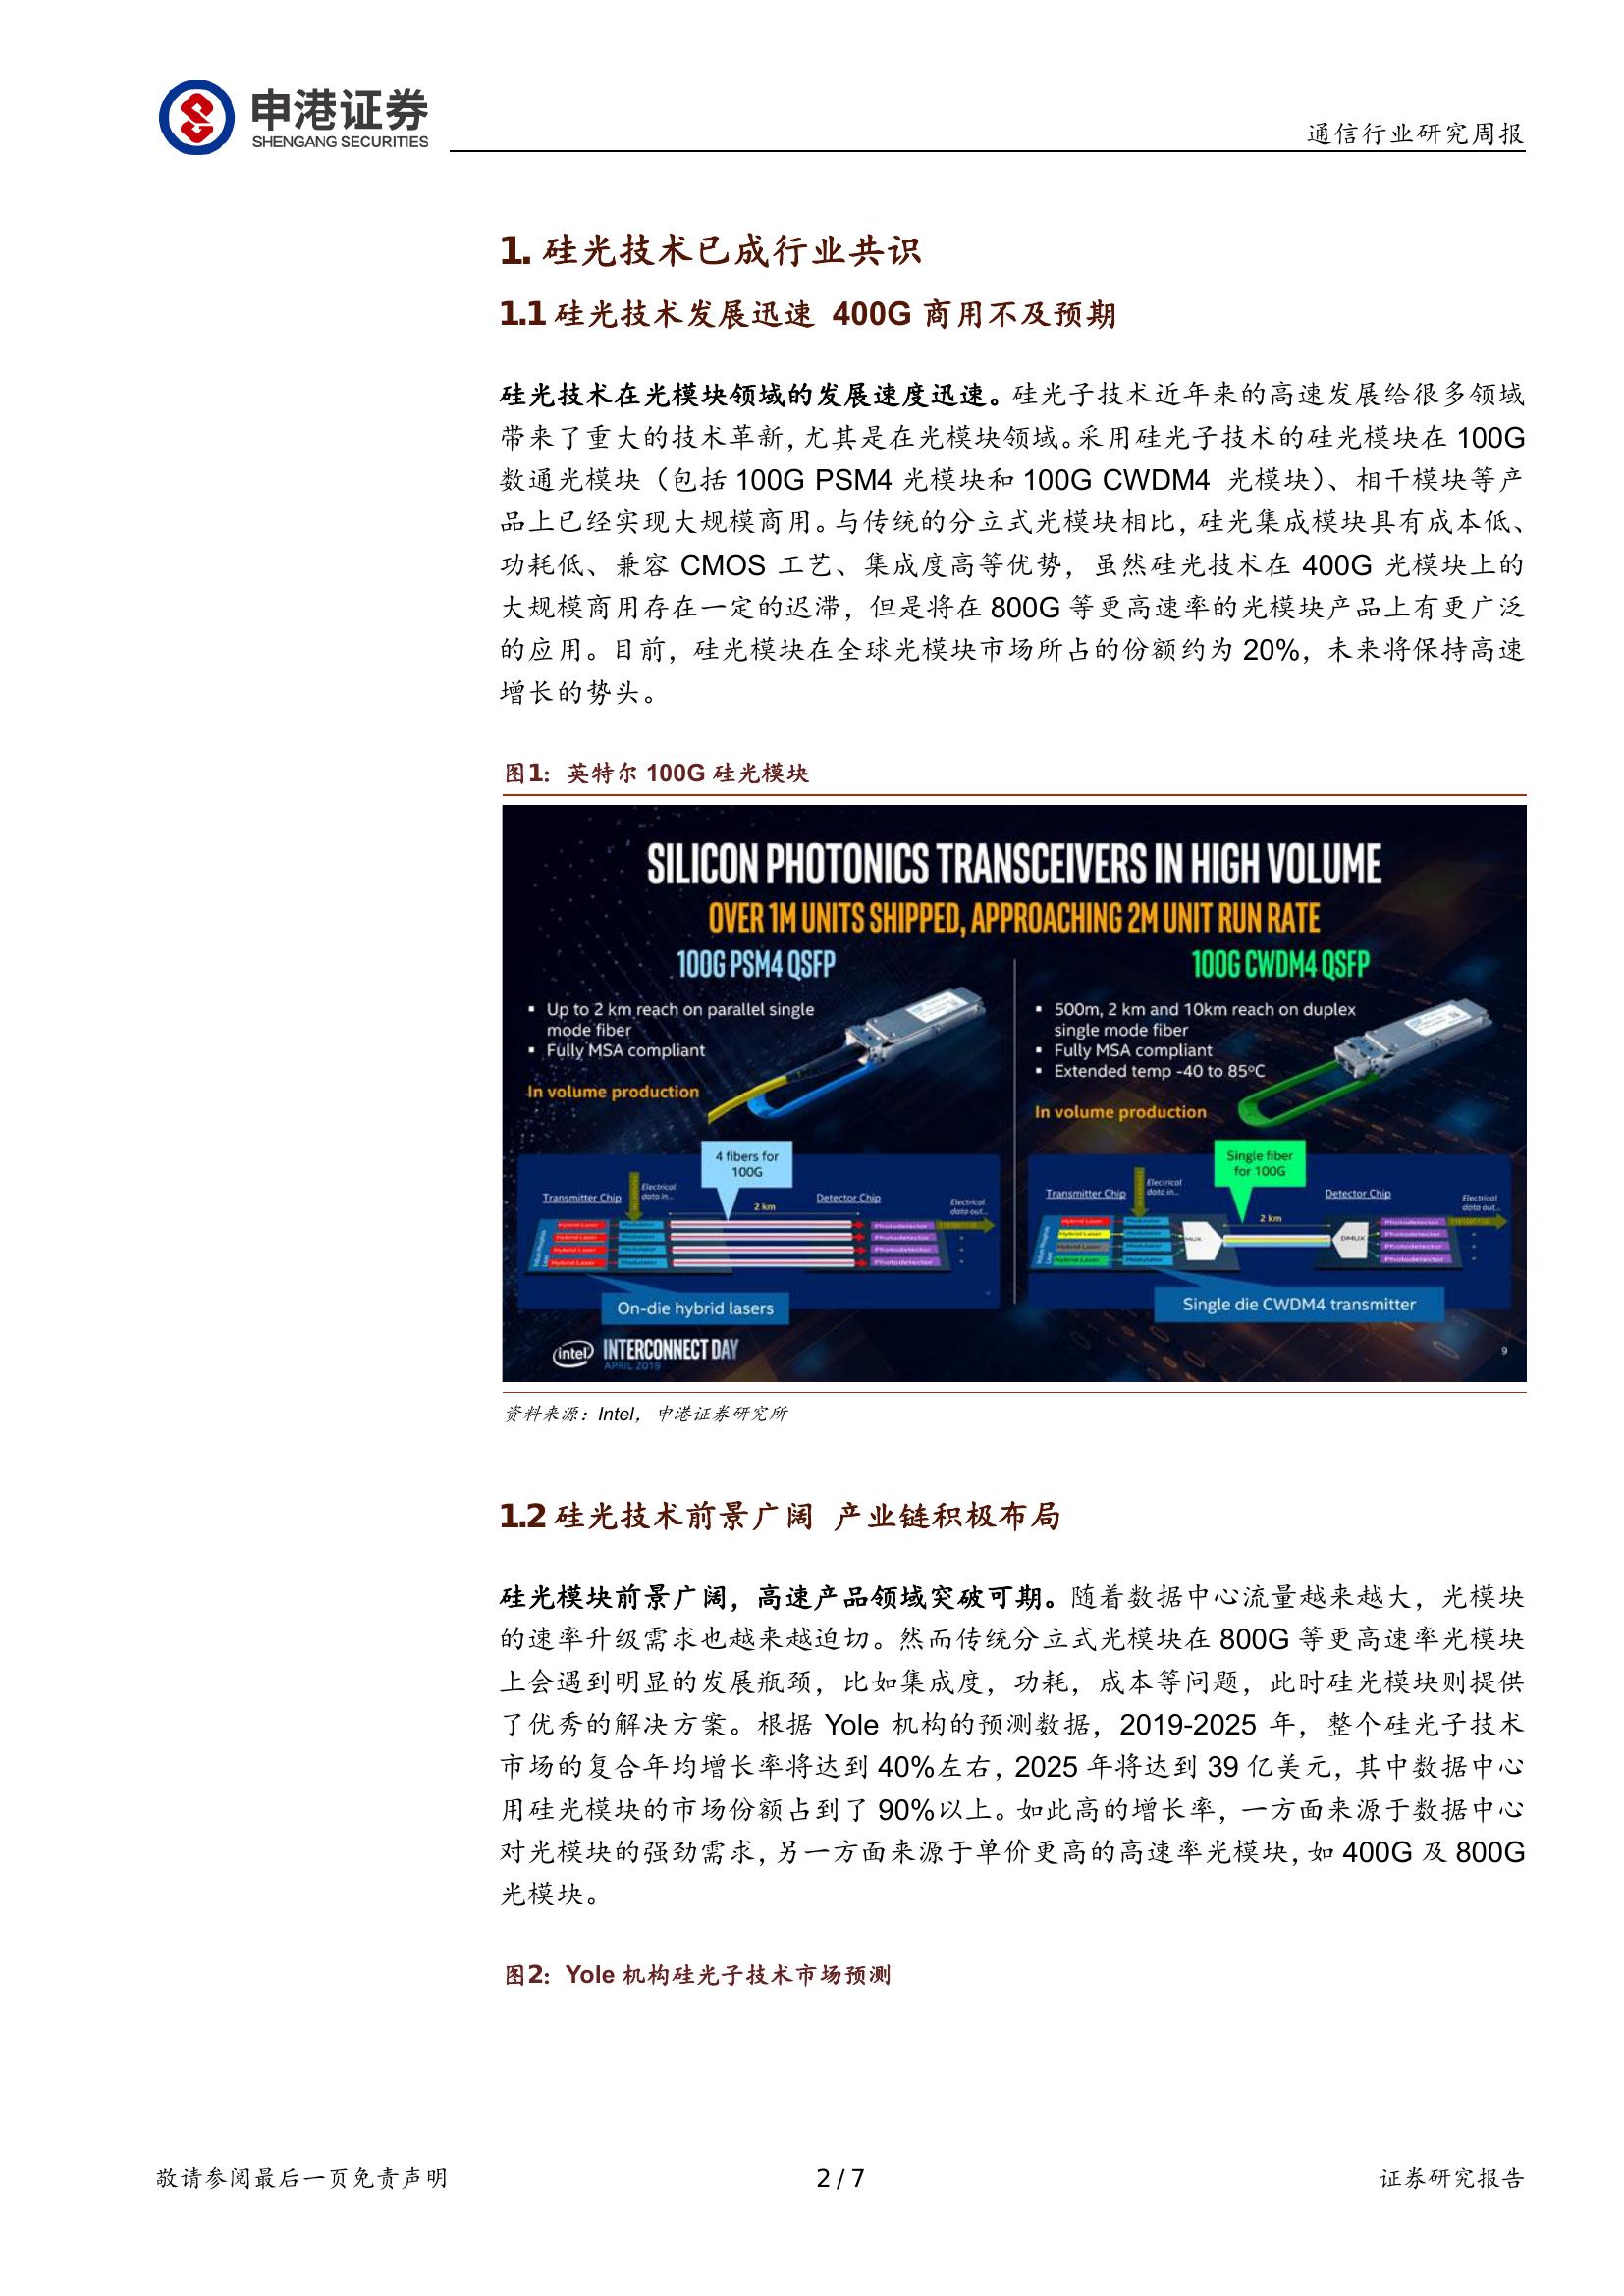 申港证券
SHENGANG SECURITIES
通信行业研究周报
1. 硅光技术已成行业共识
1.1 硅光技术发展迅速 400G 商用不及预期
硅光技术在光模块领域的发展速度迅速。硅光子技术近年来的高速发展给很多领域
带来了重大的技术革新，尤其是在光模块领域。采用硅光子技术的硅光模块在 100G
数通光模块（包括 100G PSM4 光模块和 100G CWDM4 光模块）、相干模块等产
品上已经实现大规模商用。与传统的分立式光模块相比，硅光集成模块具有成本低、
功耗低、兼容 CMOS 工艺、集成度高等优势，虽然硅光技术在 400G 光模块上的
大规模商用存在一定的迟滞，但是将在 800G 等更高速率的光模块产品上有更广泛
的应用。目前，硅光模块在全球光模块市场所占的份额约为 20%，未来将保持高速
增长的势头。
图1：英特尔 100G 硅光模块
SILICON PHOTONICS TRANSCEIVERS IN HIGH VOLUME
OVER 1M UNITS SHIPPED, APPROACHING 2M UNIT RUN RATE
100G PSM4 QSFP
▪ Up to 2 km reach on parallel single
mode fiber
▪ Fully MSA compliant
In volume production
4 fibers for
100G
Transmitter Chip
Electrical
data in...
2 km
Detector Chip
Electrical
data out...
Hybrid Laser Modulator Photodetector
Hybrid Laser Modulator Photodetector
Hybrid Laser Modulator Photodetector
Hybrid Laser Modulator Photodetector
On-die hybrid lasers
100G CWDM4 QSFP
▪ 500m, 2 km and 10km reach on duplex
single mode fiber
▪ Fully MSA compliant
▪ Extended temp -40 to 85ºC
In volume production
Single fiber
for 100G
Transmitter Chip
Electrical
data in...
2 km
Detector Chip
Electrical
data out...
Hybrid Laser Modulator Photodetector
Hybrid Laser Modulator Photodetector
MUX DMUX
Hybrid Laser Modulator Photodetector
Hybrid Laser Modulator Photodetector
Single die CWDM4 transmitter
intel INTERCONNECT DAY
APRIL 2019
9
资料来源：Intel，申港证券研究所
1.2 硅光技术前景广阔 产业链积极布局
硅光模块前景广阔，高速产品领域突破可期。随着数据中心流量越来越大，光模块
的速率升级需求也越来越迫切。然而传统分立式光模块在 800G 等更高速率光模块
上会遇到明显的发展瓶颈，比如集成度，功耗，成本等问题，此时硅光模块则提供
了优秀的解决方案。根据 Yole 机构的预测数据，2019-2025 年，整个硅光子技术
市场的复合年均增长率将达到 40%左右，2025 年将达到 39 亿美元，其中数据中心
用硅光模块的市场份额占到了 90%以上。如此高的增长率，一方面来源于数据中心
对光模块的强劲需求，另一方面来源于单价更高的高速率光模块，如 400G 及 800G
光模块。
图2：Yole 机构硅光子技术市场预测
敬请参阅最后一页免责声明
2 / 7
证券研究报告